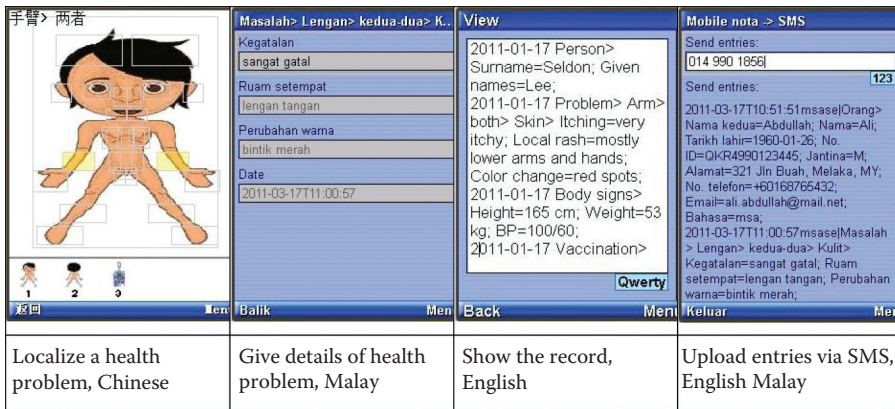 手臂> 两者
1 2 3
返回
Masalah> Lengan> kedua-dua> K..
Kegatalan
sangat gatal
Ruam setempat
lengan tangan
Perubahan warna
bintik merah
Date
2011-03-17T11:00:57
Balik Men
View
2011-01-17 Person>
Surname=Seldon; Given
names=Lee;
2011-01-17 Problem> Arm>
both> Skin> Itching=very
itchy; Local rash=mostly
lower arms and hands;
Color change=red spots;
2011-01-17 Body signs>
Height=165 cm; Weight=53
kg; BP=100/60;
2011-01-17 Vaccination>
Qwerty
Back Men
Mobile nota -> SMS
Send entries:
014 990 1856
123
Send entries:
2011-03-17T10:51:51msase|Orang>
Nama kedua=Abdullah; Nama=Ali;
Tarikh lahir=1960-01-26; No.
ID=QKR4990123445; Jantina=M;
Alamat=321 Jln Buah, Melaka, MY;
No. telefon=+60168765432;
Email=ali.abdullah@mail.net;
Bahasa=msa;
2011-03-17T11:00:57msase|Masalah
> Lengan> kedua-dua> Kulit>
Kegatalan=sangat gatal; Ruam
setempat=lengan tangan; Perubahan
warna=bintik merah;
Keluar Me
Localize a health
problem, Chinese
Give details of health
problem, Malay
Show the record,
English
Upload entries via SMS,
English Malay